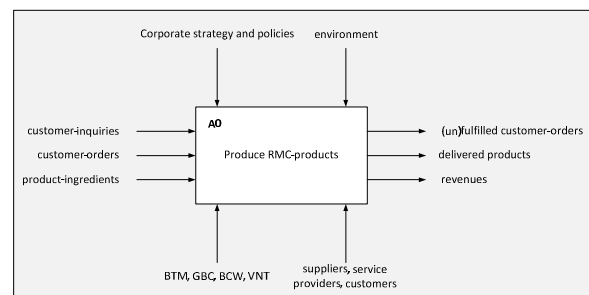 Corporate strategy and policies
environment
A0
customer-inquiries
customer-orders
product-ingredients
Produce RMC-products
(un)fulfilled customer-orders
delivered products
revenues
BTM, GBC, BCW, VNT
suppliers, service
providers, customers